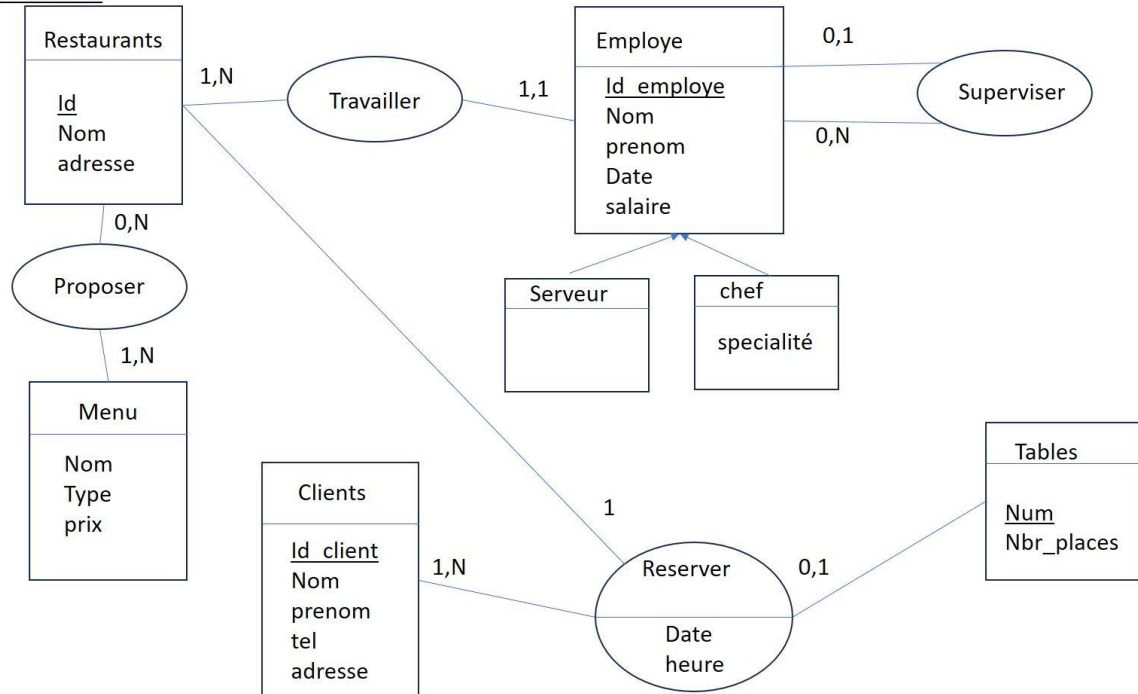 Restaurants
Id
Nom
adresse
1,N
Travailler
1,1
Employe
Id_employe
Nom
prenom
Date
salaire
0,1
Superviser
0,N
0,N
Proposer
1,N
Menu
Nom
Type
prix
Serveur
chef
specialité
Clients
Id_client
Nom
prenom
tel
adresse
1,N
1
Reserver
Date
heure
0,1
Tables
Num
Nbr_places